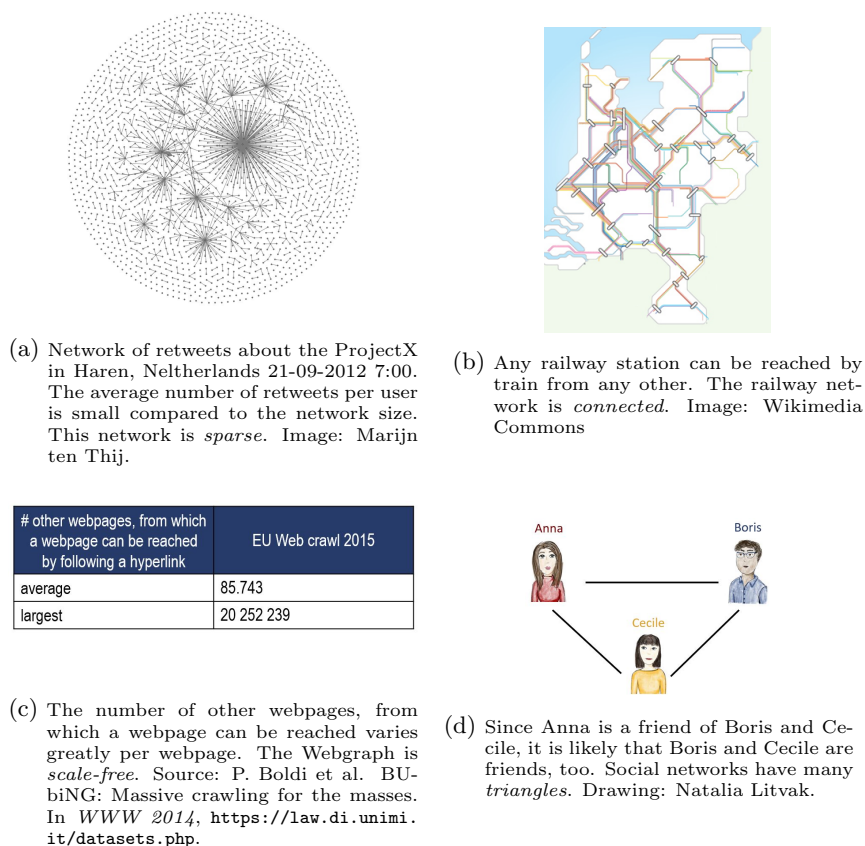 (a) Network of retweets about the ProjectX
in Haren, Neltherlands 21-09-2012 7:00.
The average number of retweets per user
is small compared to the network size.
This network is sparse. Image: Marijn
ten Thij.
(b) Any railway station can be reached by
train from any other. The railway net-
work is connected. Image: Wikimedia
Commons
# other webpages, from which
a webpage can be reached
by following a hyperlink
EU Web crawl 2015
average
85.743
largest
20 252 239
Anna
Boris
Cecile
(c) The number of other webpages, from
which a webpage can be reached varies
greatly per webpage. The Webgraph is
scale-free. Source: P. Boldi et al. BU-
biNG: Massive crawling for the masses.
In WWW 2014, https://law.di.unimi.
it/datasets.php.
(d) Since Anna is a friend of Boris and Ce-
cile, it is likely that Boris and Cecile are
friends, too. Social networks have many
triangles. Drawing: Natalia Litvak.